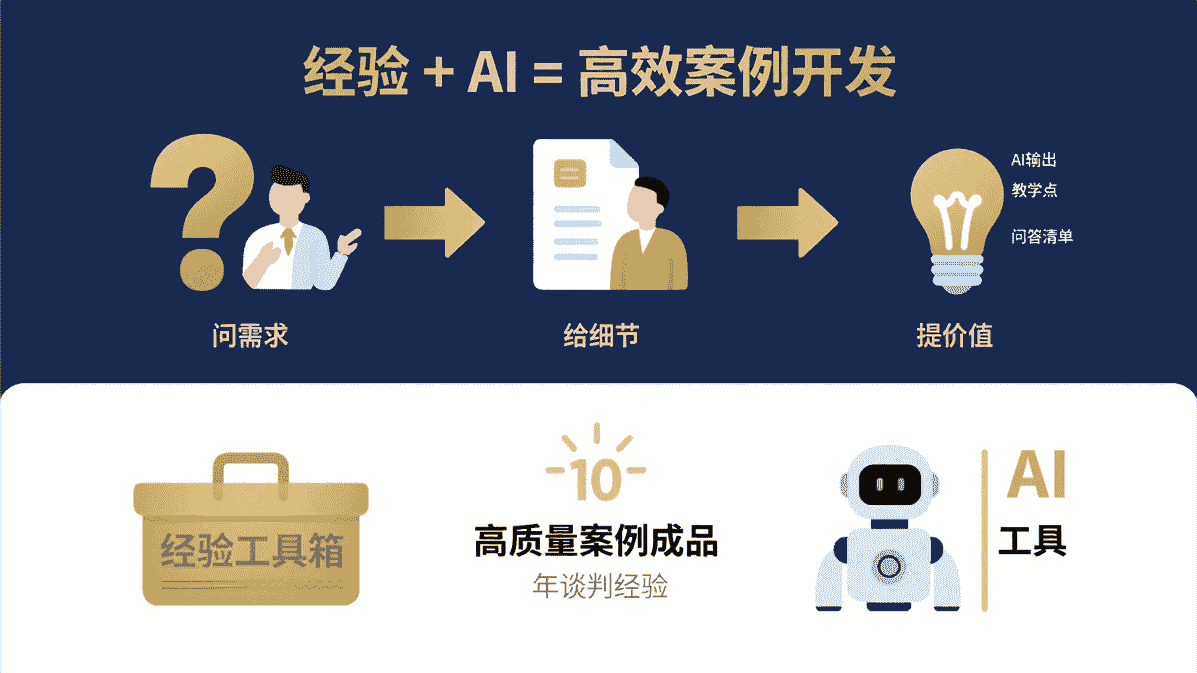 经验 + AI = 高效案例开发
AI输出
教学点
问答清单
问需求
给细节
提价值
经验工具箱
10
高质量案例成品
年谈判经验
AI
工具